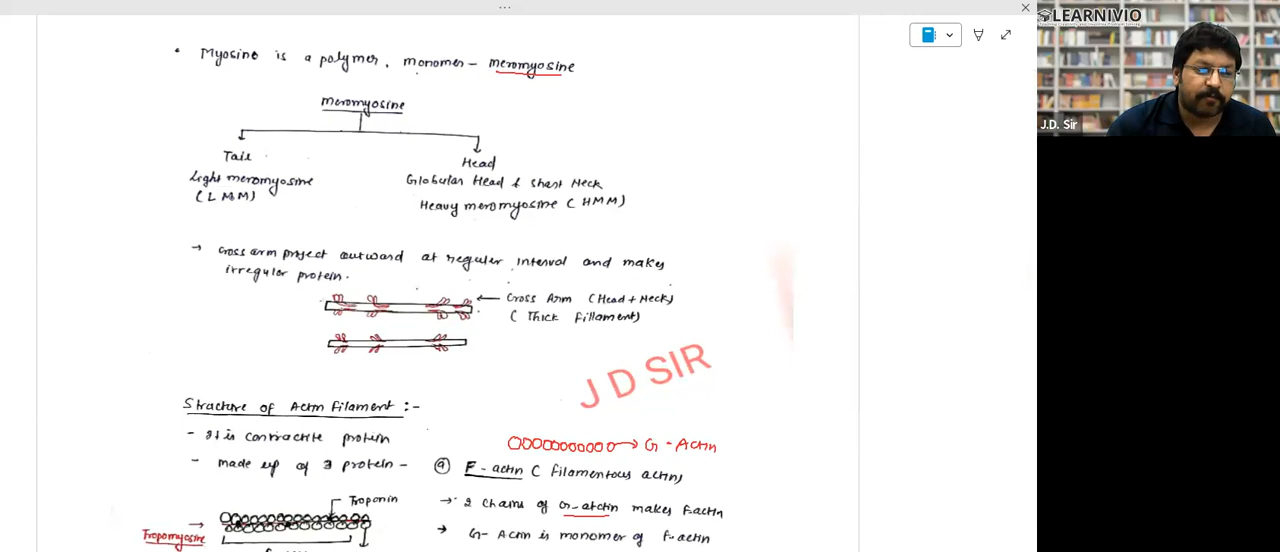 LEARNIVIO
J.D. Sir
• Myosine is a polymer, monomer - meromyosine
Meromyosine
Tail
Light meromyosine
(LMM)
Head
Globular Head & Short Neck
Heavy meromyosine (HMM)
→ Cross arm project outward at regular interval and makes
irregular protein.
← Cross Arm (Head + Neck)
(Thick fillament)
J D SIR
Structure of Actin filament :-
- It is contractile protein
- made up of 3 protein -
→ G - Actin
(a) F-actin ( filamentous actin)
→ 2 chains of G-actin makes F-actin
→ G- Actin is monomer of F-actin
Troponin
Tropomyosine →